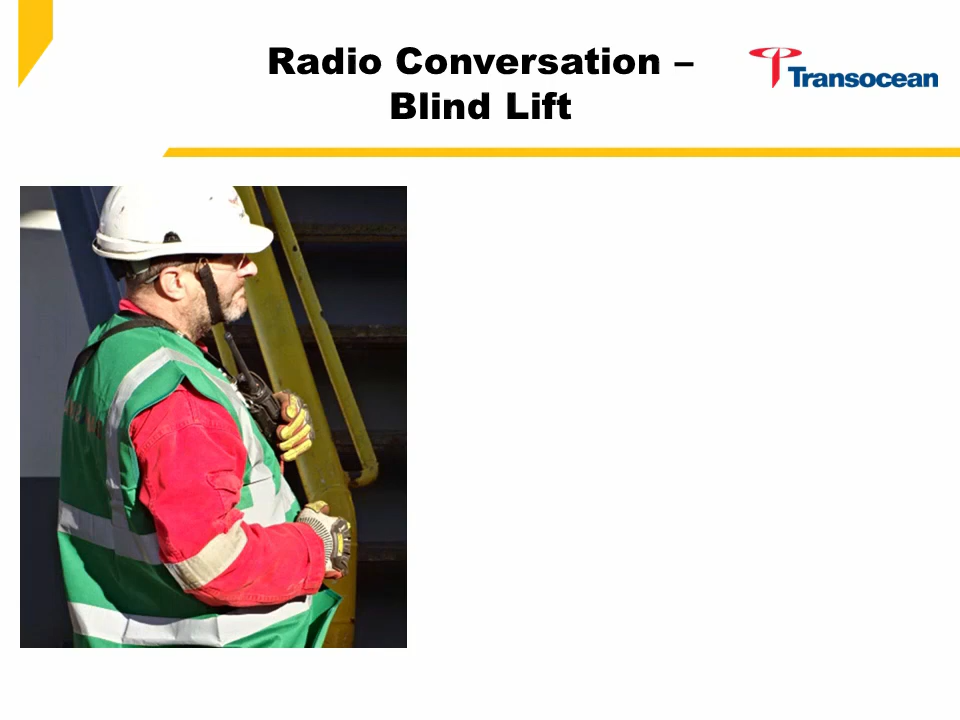 Radio Conversation –
Blind Lift
Transocean